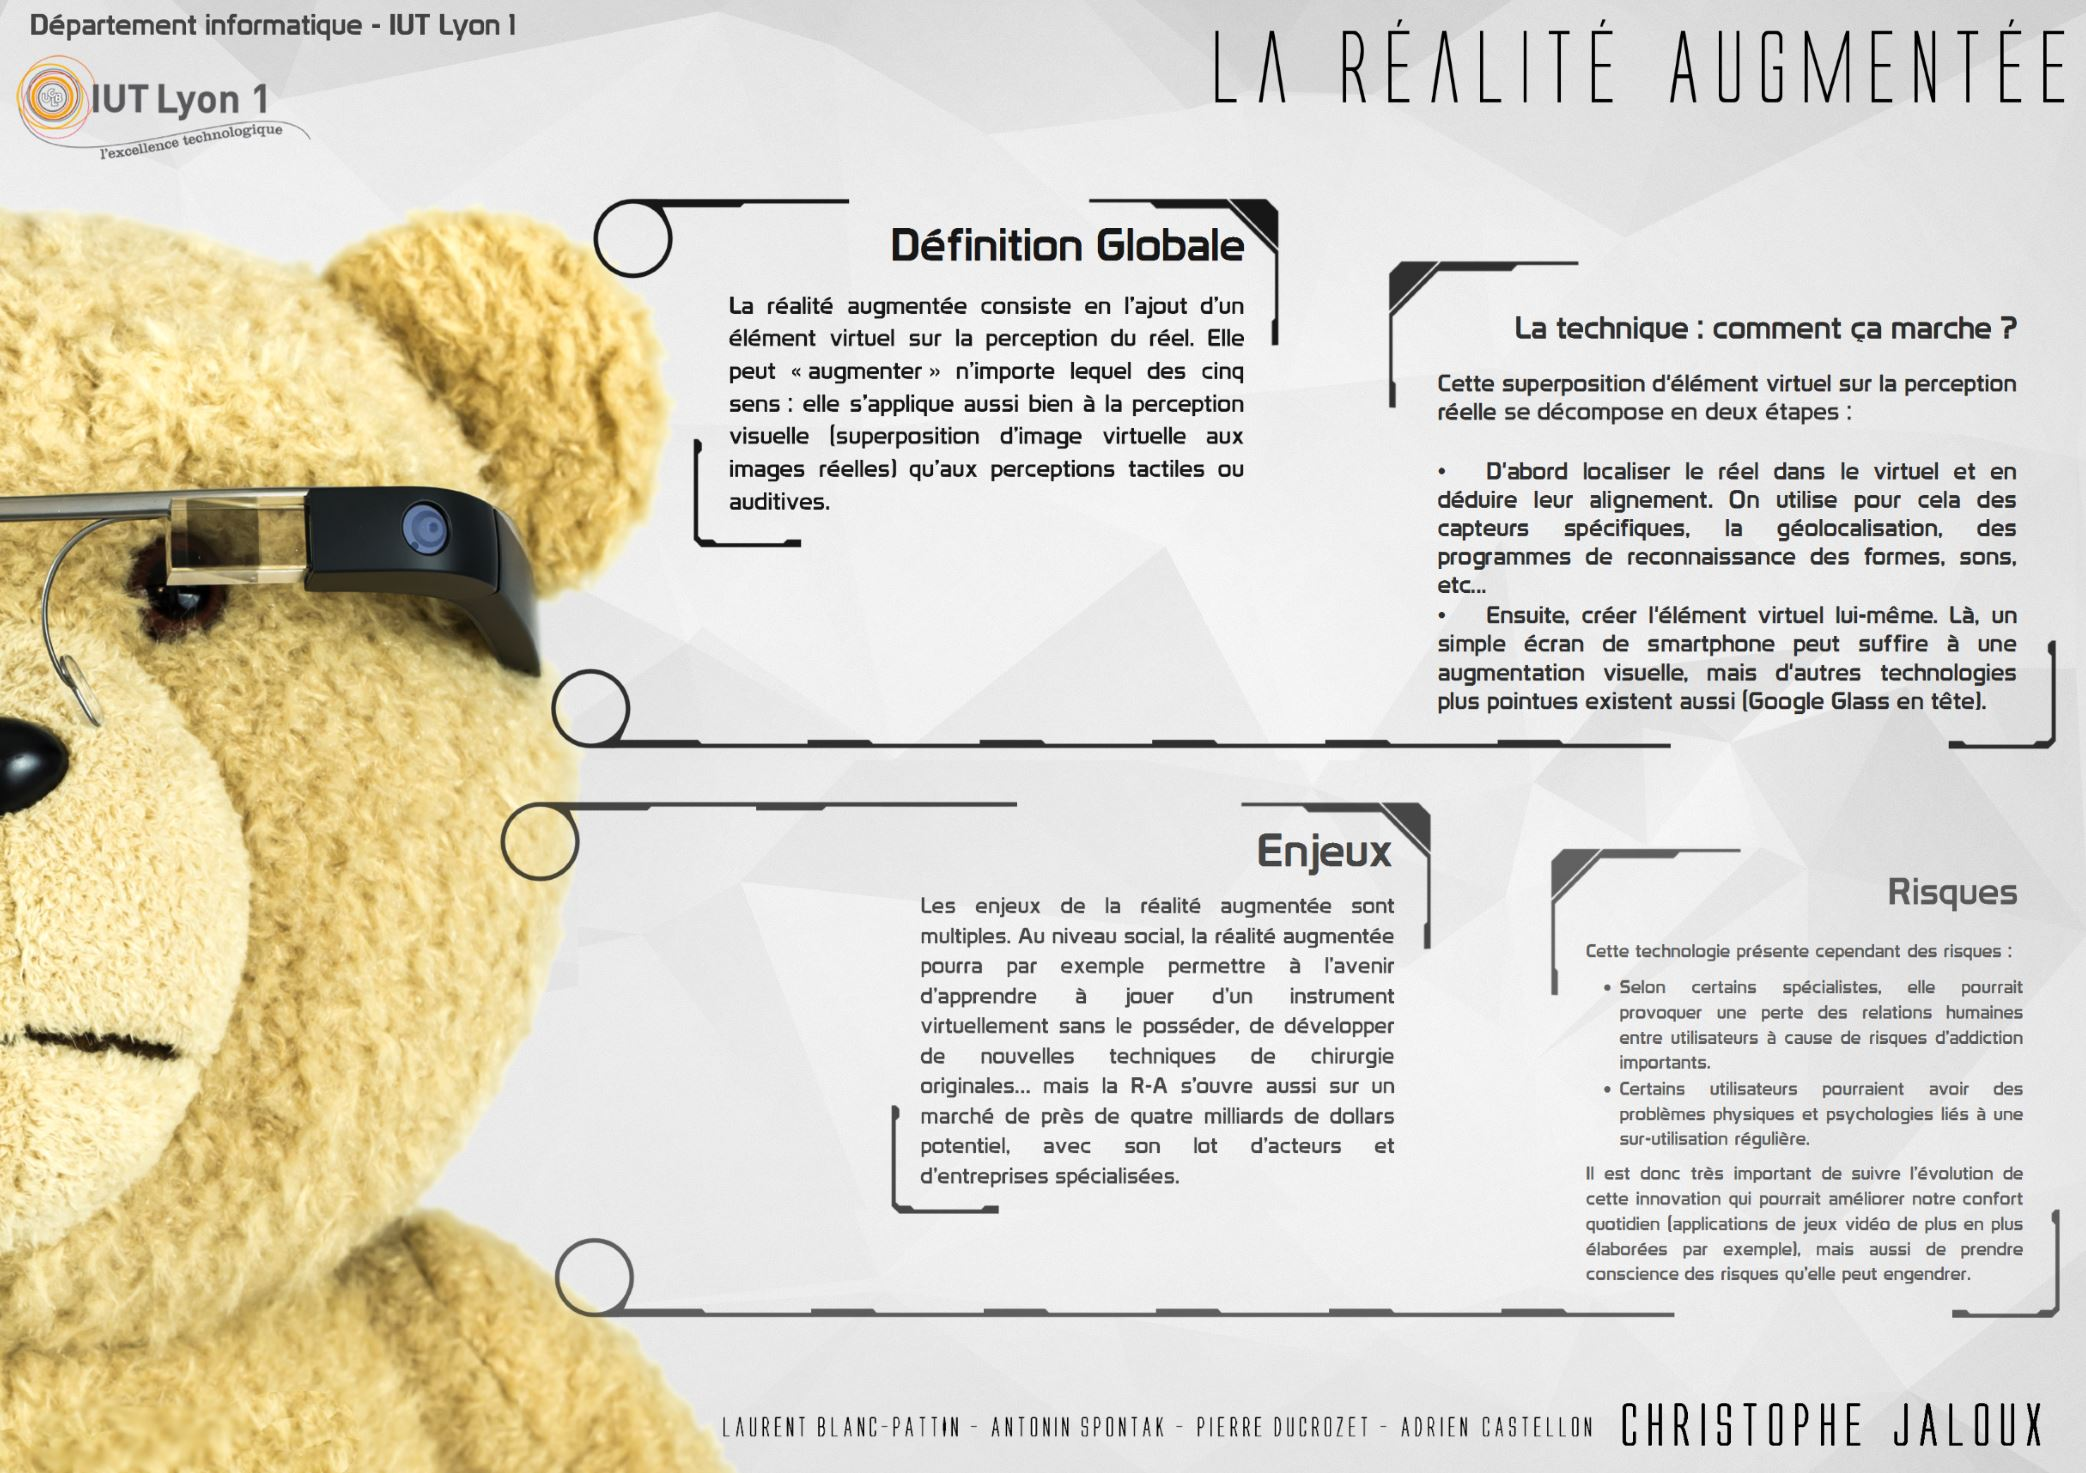 Département informatique - IUT Lyon 1
UCBL
IUT Lyon 1
l'excellence technologique
LA RÉALITÉ AUGMENTÉE
Définition Globale
La réalité augmentée consiste en l'ajout d'un
élément virtuel sur la perception du réel. Elle
peut « augmenter » n'importe lequel des cinq
sens : elle s'applique aussi bien à la perception
visuelle (superposition d'image virtuelle aux
images réelles) qu'aux perceptions tactiles ou
auditives.
La technique : comment ça marche ?
Cette superposition d'élément virtuel sur la perception
réelle se décompose en deux étapes :
• D'abord localiser le réel dans le virtuel et en
déduire leur alignement. On utilise pour cela des
capteurs spécifiques, la géolocalisation, des
programmes de reconnaissance des formes, sons,
etc...
• Ensuite, créer l'élément virtuel lui-même. Là, un
simple écran de smartphone peut suffire à une
augmentation visuelle, mais d'autres technologies
plus pointues existent aussi (Google Glass en tête).
Enjeux
Les enjeux de la réalité augmentée sont
multiples. Au niveau social, la réalité augmentée
pourra par exemple permettre à l'avenir
d'apprendre à jouer d'un instrument
virtuellement sans le posséder, de développer
de nouvelles techniques de chirurgie
originales... mais la R-A s'ouvre aussi sur un
marché de près de quatre milliards de dollars
potentiel, avec son lot d'acteurs et
d'entreprises spécialisées.
Risques
Cette technologie présente cependant des risques :
• Selon certains spécialistes, elle pourrait
provoquer une perte des relations humaines
entre utilisateurs à cause de risques d'addiction
importants.
• Certains utilisateurs pourraient avoir des
problèmes physiques et psychologies liés à une
sur-utilisation régulière.
Il est donc très important de suivre l'évolution de
cette innovation qui pourrait améliorer notre confort
quotidien (applications de jeux vidéo de plus en plus
élaborées par exemple), mais aussi de prendre
conscience des risques qu'elle peut engendrer.
LAURENT BLANC-PATTIN - ANTONIN SPONTAK - PIERRE DUCROZET - ADRIEN CASTELLON CHRISTOPHE JALOUX